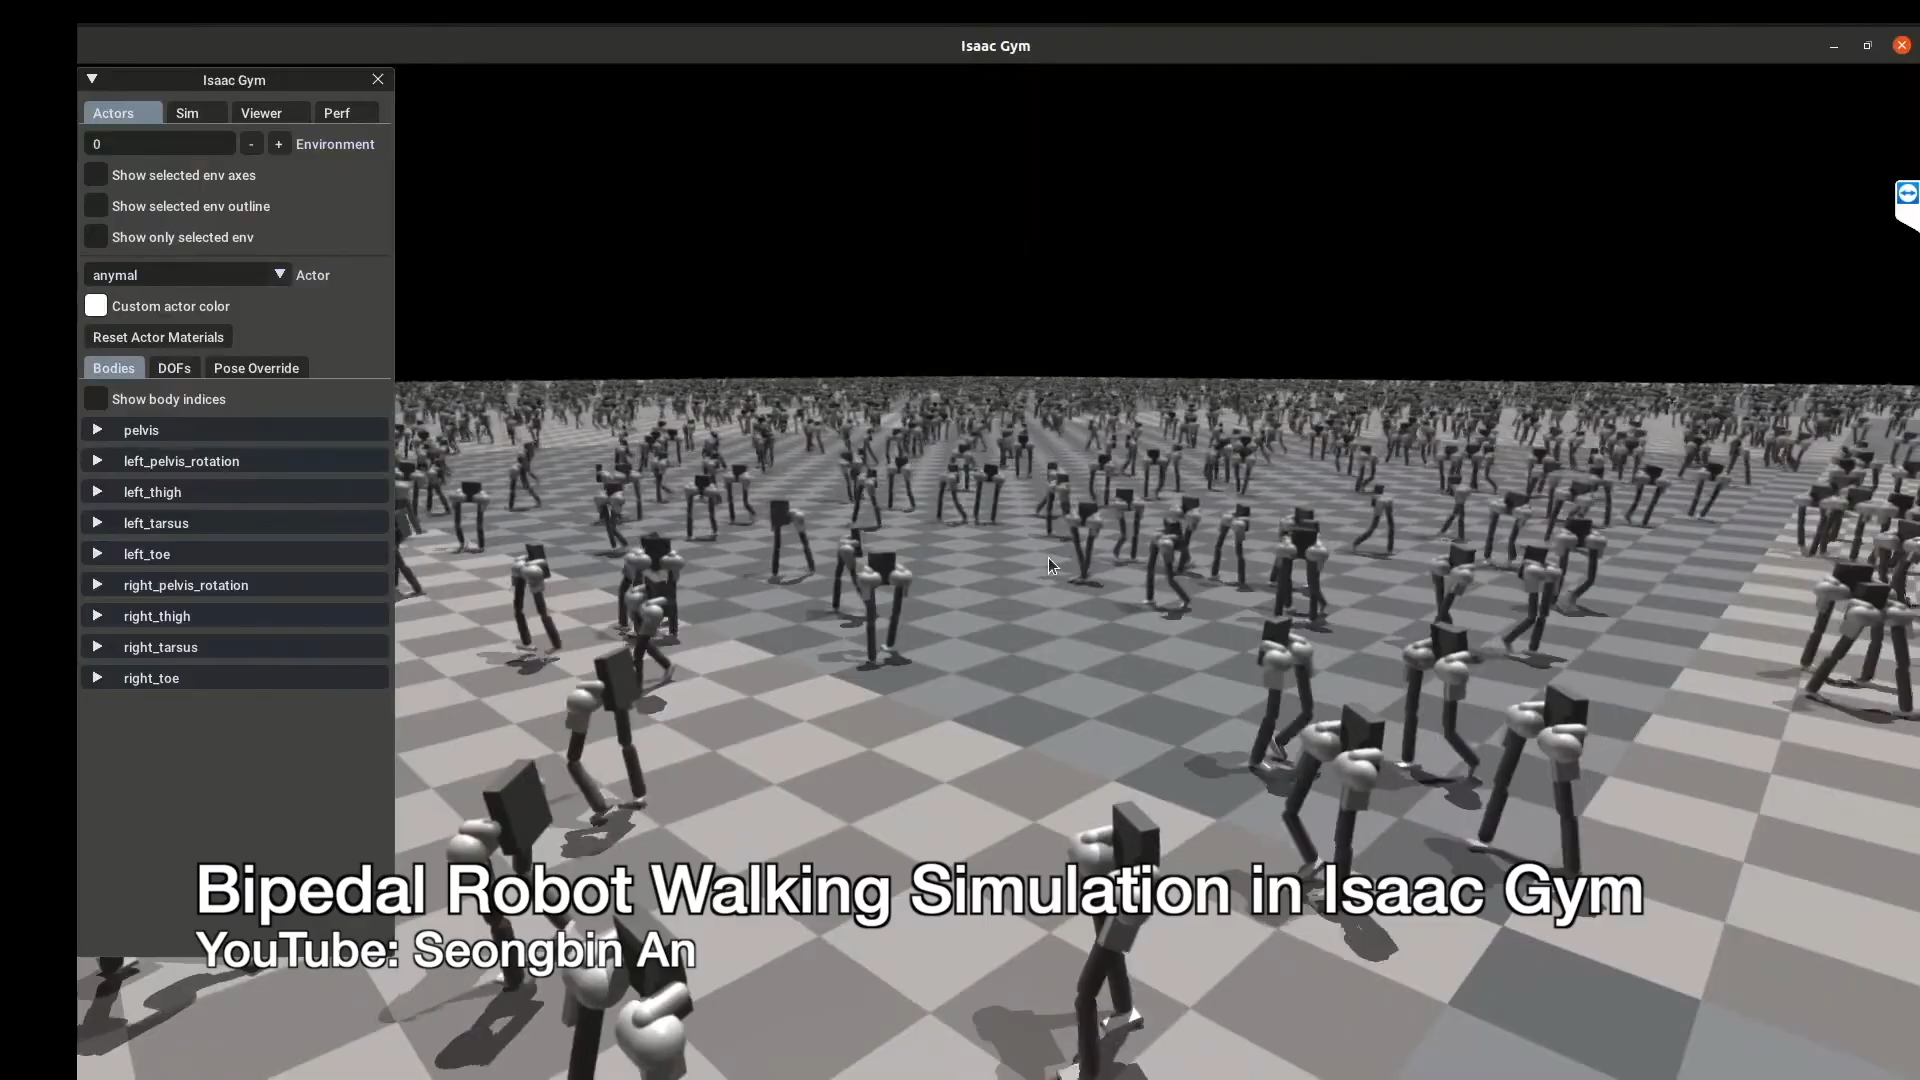 Isaac Gym
Isaac Gym
Actors Sim Viewer Perf
0 - + Environment
Show selected env axes
Show selected env outline
Show only selected env
anymal Actor
Custom actor color
Reset Actor Materials
Bodies DOFs Pose Override
Show body indices
pelvis
left_pelvis_rotation
left_thigh
left_tarsus
left_toe
right_pelvis_rotation
right_thigh
right_tarsus
right_toe
Bipedal Robot Walking Simulation in Isaac Gym
YouTube: Seongbin An